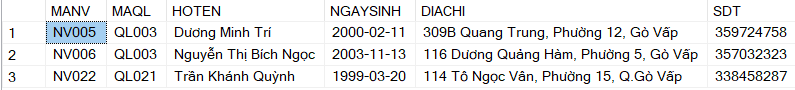 MANV MAQL HOTEN NGAYSINH DIACHI SDT
1 NV005 QL003 Dương Minh Trí 2000-02-11 309B Quang Trung, Phường 12, Gò Vấp 359724758
2 NV006 QL003 Nguyễn Thị Bích Ngọc 2003-11-13 116 Dương Quảng Hàm, Phường 5, Gò Vấp 357032323
3 NV022 QL021 Trần Khánh Quỳnh 1999-03-20 114 Tô Ngọc Vân, Phường 15, Q.Gò Vấp 338458287